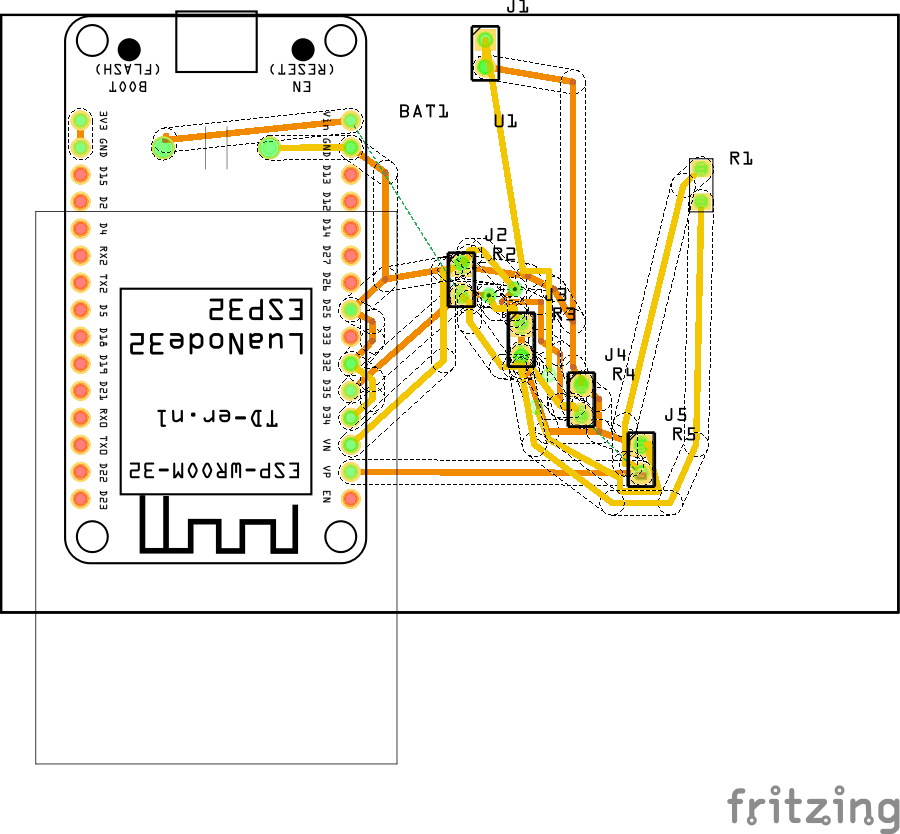 J1
(FLASH)
BOOT
(RESET)
EN
BAT1
U1
3V3
GND
D15
D2
D4
RX2
TX2
D5
D18
D19
D21
RX0
TX0
D22
D23
Vin
GND
D13
D12
D14
D27
D26
D25
D33
D32
D35
D34
VN
VP
EN
R1
J2
R2
J3
R3
J4
R4
J5
R5
ESP32
LuaNode32
TD-er.nl
ESP-WROOM-32
fritzing